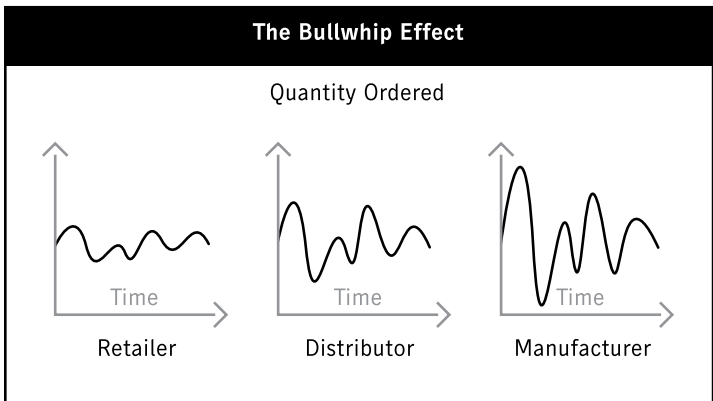 The Bullwhip Effect
Quantity Ordered
Time
Time
Time
Retailer
Distributor
Manufacturer